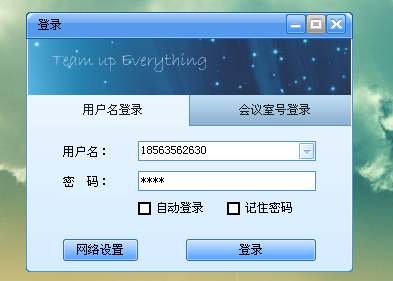 登录
Team up Everything
用户名登录 会议室号登录
用户名： 18563562630
密 码： ****
自动登录 记住密码
网络设置 登录